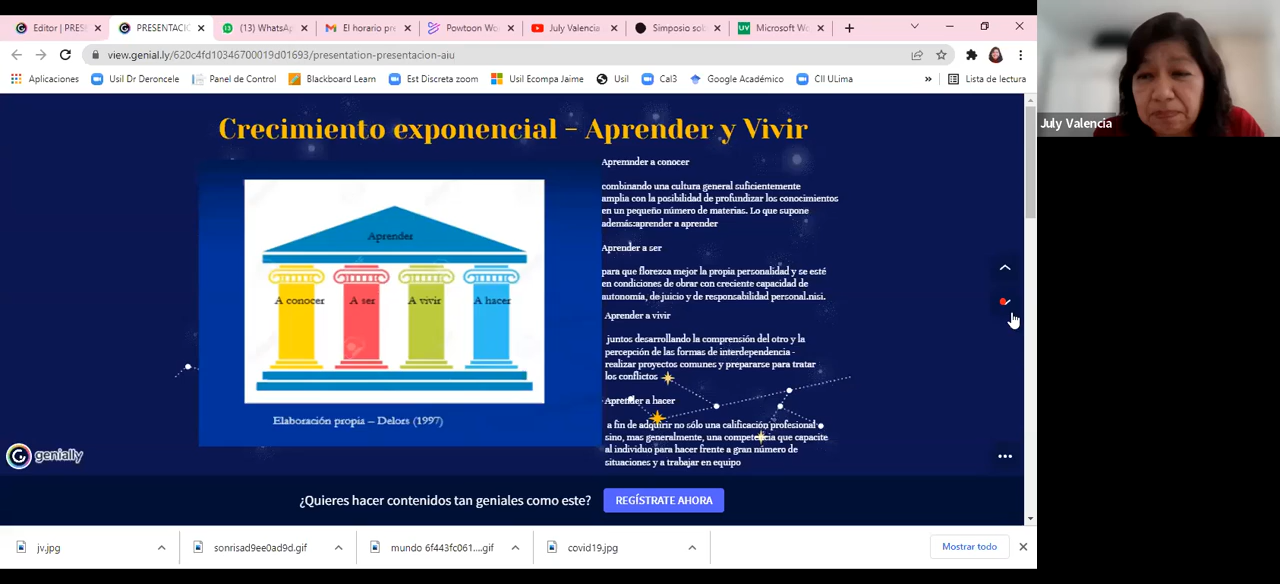 Editor | PRES
PRESENTACIÓ
(13) WhatsAp
El horario pre
Powtoon Wo
July Valencia
Simposio sob
Microsoft W
view.genial.ly/620c4fd10346700019d01693/presentation-presentacion-aiu
Aplicaciones
Usil Dr Deroncele
Panel de Control
Blackboard Learn
Est Discreta zoom
Usil Ecompa Jaime
Usil
Cal3
Google Académico
CII ULima
»
Lista de lectura
July Valencia
Crecimiento exponencial - Aprender y Vivir
Aprender
A conocer
A ser
A vivir
A hacer
Elaboración propia – Delors (1997)
Apremnder a conocer
combinando una cultura general suficientemente
amplia con la posibilidad de profundizar los conocimientos
en un pequeño número de materias. Lo que supone
además:aprender a aprender
Aprender a ser
para que florezca mejor la propia personalidad y se esté
en condiciones de obrar con creciente capacidad de
autonomía, de juicio y de responsabilidad personal.nisi.
Aprender a vivir
juntos desarrollando la comprensión del otro y la
percepción de las formas de interdependencia -
realizar proyectos comunes y prepararse para tratar
los conflictos
Aprender a hacer
a fin de adquirir no sólo una calificación profesional
sino, mas generalmente, una competencia que capacite
al individuo para hacer frente a gran número de
situaciones y a trabajar en equipo
genially
¿Quieres hacer contenidos tan geniales como este?
REGÍSTRATE AHORA
jv.jpg
sonrisad9ee0ad9d.gif
mundo 6f443fc061....gif
covid19.jpg
Mostrar todo